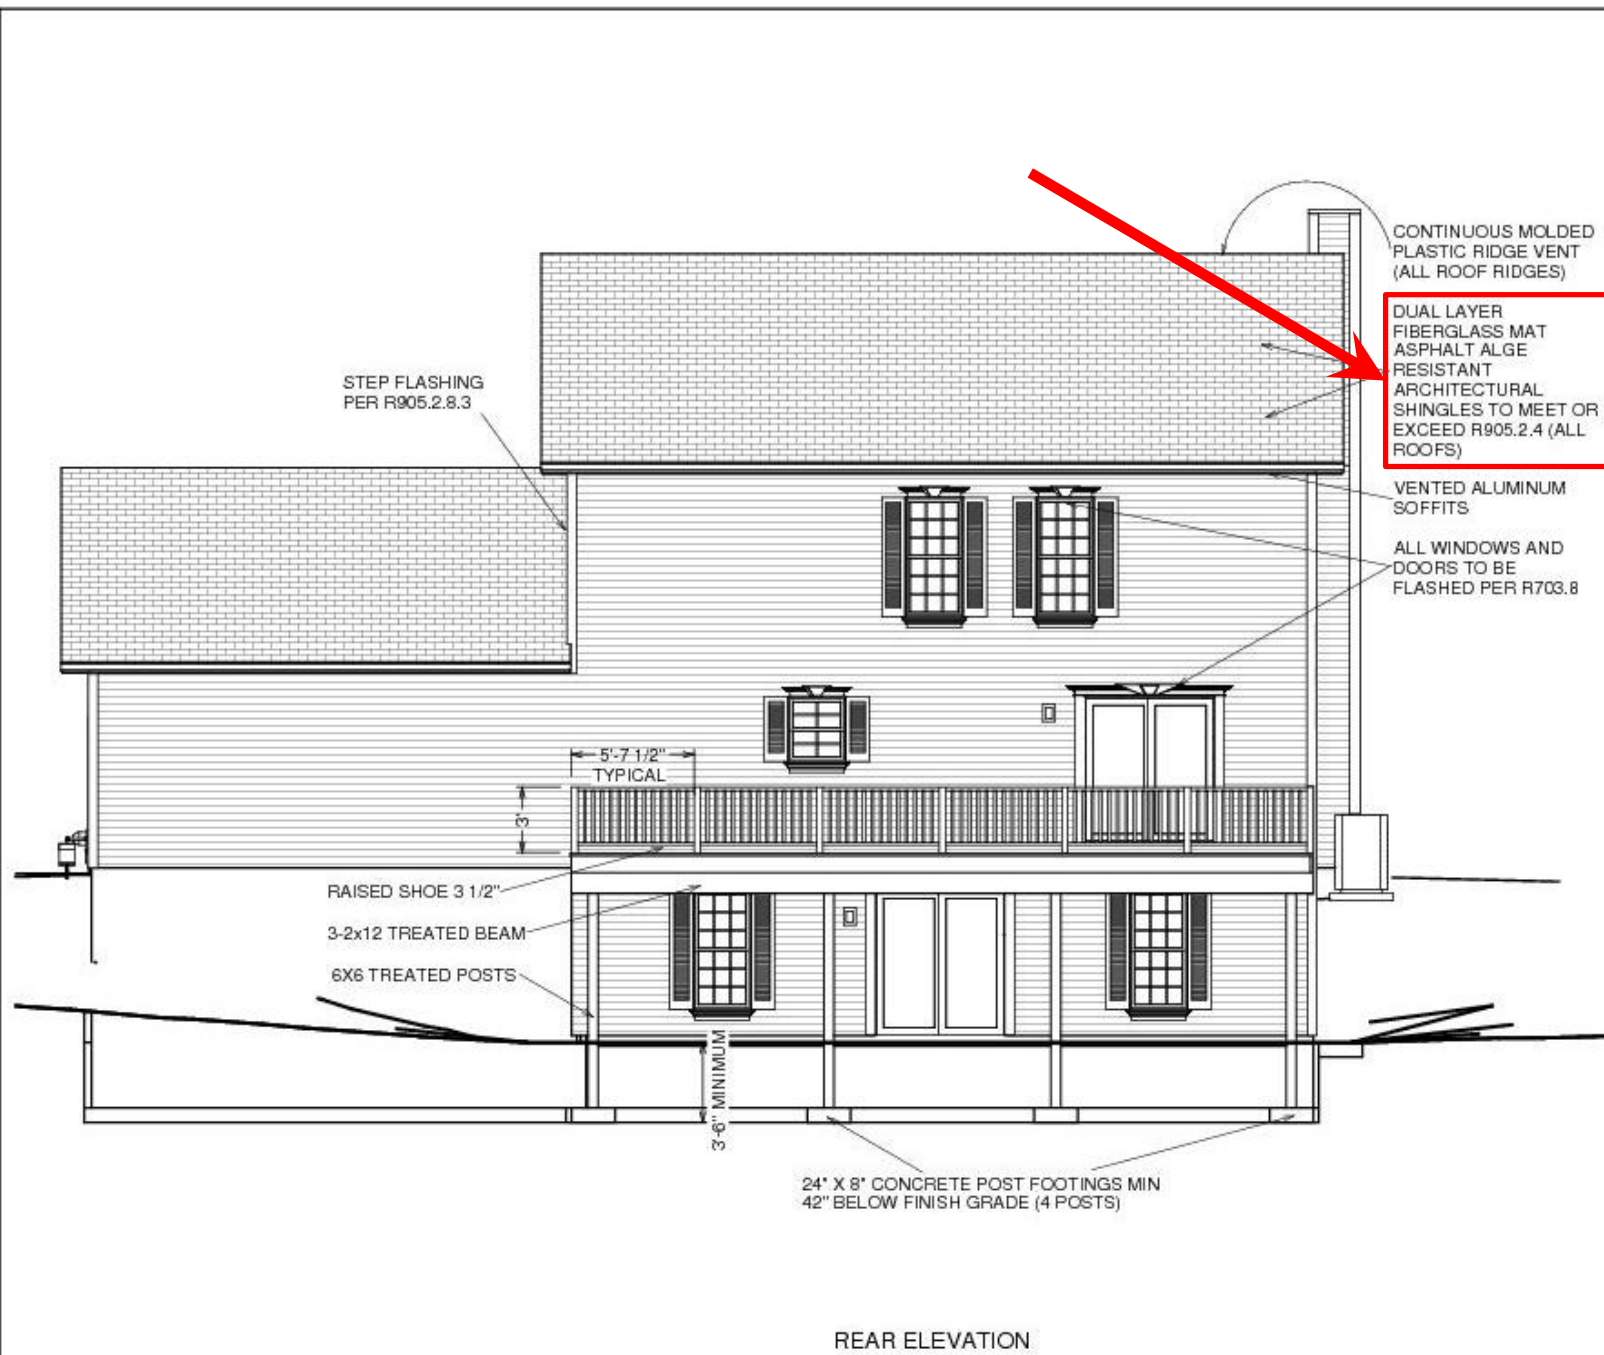 CONTINUOUS MOLDED
PLASTIC RIDGE VENT
(ALL ROOF RIDGES)
DUAL LAYER
FIBERGLASS MAT
ASPHALT ALGE
RESISTANT
ARCHITECTURAL
SHINGLES TO MEET OR
EXCEED R905.2.4 (ALL
ROOFS)
STEP FLASHING
PER R905.2.8.3
VENTED ALUMINUM
SOFFITS
ALL WINDOWS AND
DOORS TO BE
FLASHED PER R703.8
5'-7 1/2"
TYPICAL
3'
RAISED SHOE 3 1/2"
3-2x12 TREATED BEAM
6X6 TREATED POSTS
3'-6" MINIMUM
24" X 8" CONCRETE POST FOOTINGS MIN
42" BELOW FINISH GRADE (4 POSTS)
REAR ELEVATION